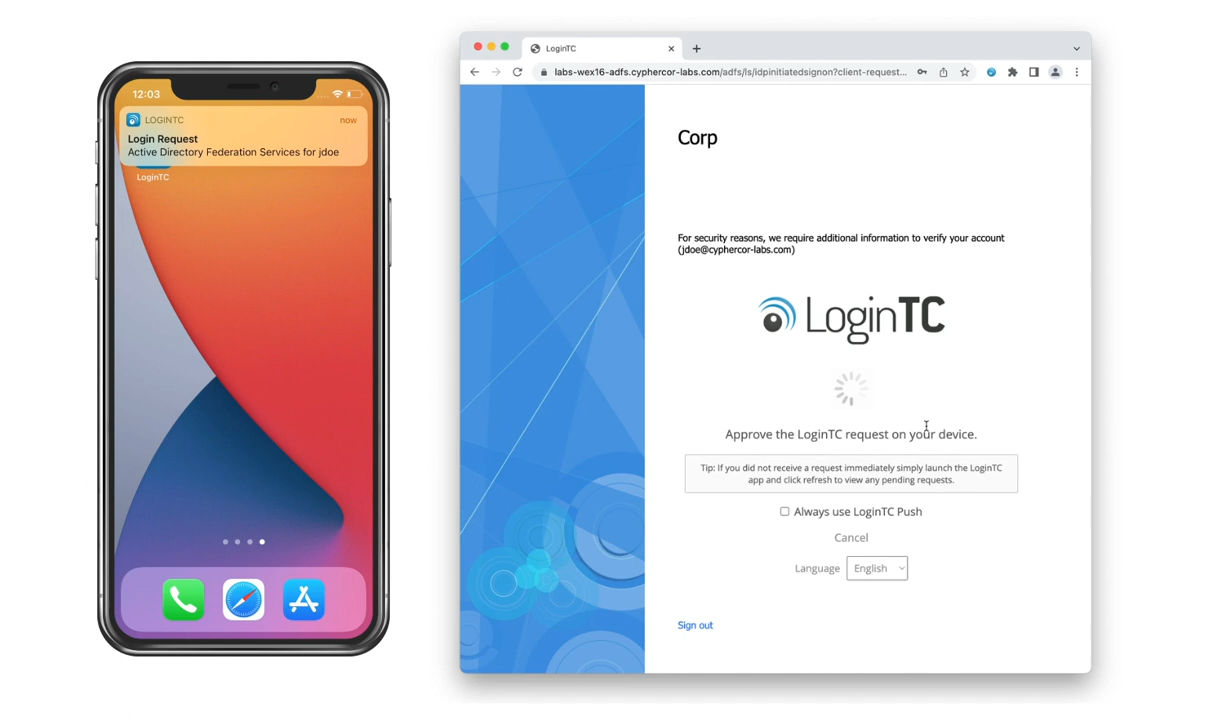 12:03
LOGINTC
now
Login Request
Active Directory Federation Services for jdoe
LoginTC
LoginTC
labs-wex16-adfs.cyphercor-labs.com/adfs/ls/idpinitiatedsignon?client-request...
Corp
For security reasons, we require additional information to verify your account
(jdoe@cyphercor-labs.com)
LoginTC
Approve the LoginTC request on your device.
Tip: If you did not receive a request immediately simply launch the LoginTC
app and click refresh to view any pending requests.
Always use LoginTC Push
Cancel
Language English
Sign out